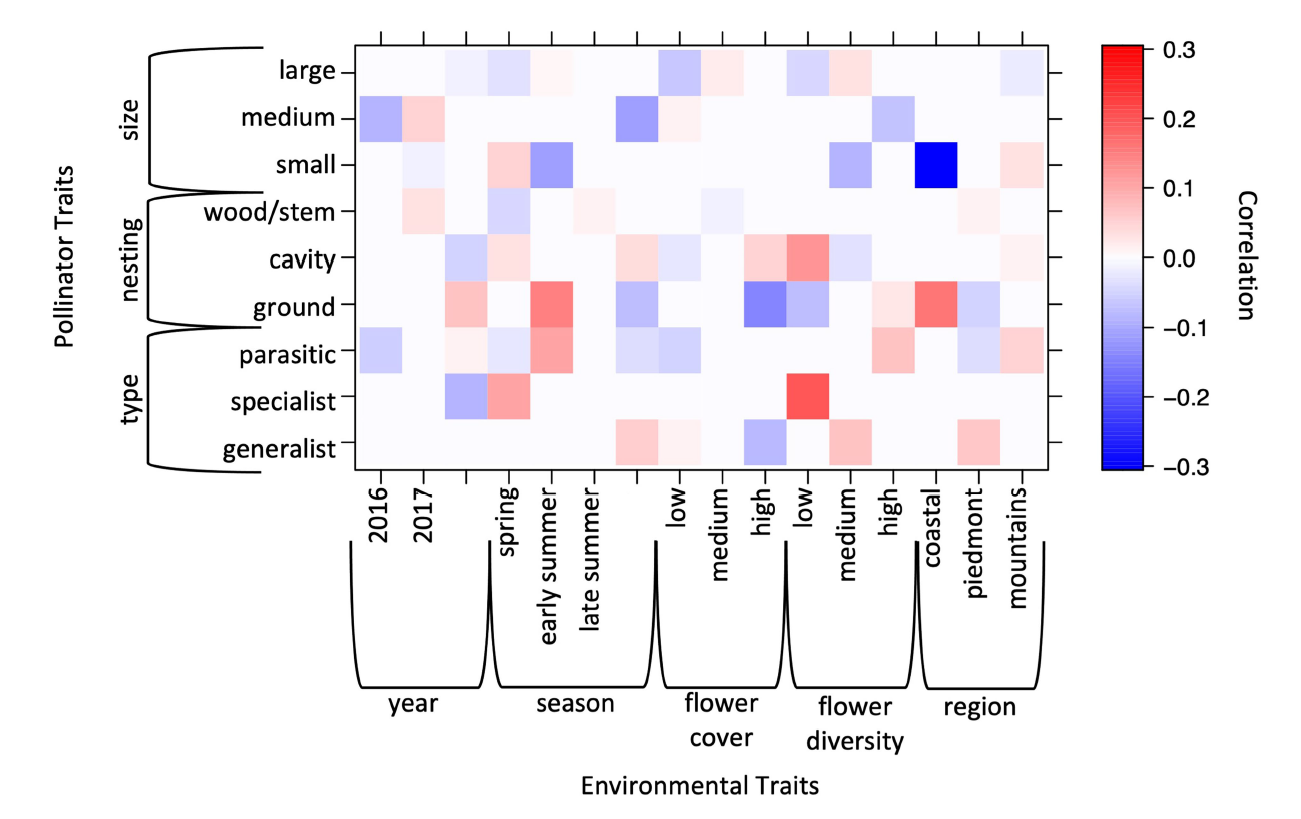 Pollinator Traits
size
nesting
type
large
medium
small
wood/stem
cavity
ground
parasitic
specialist
generalist
2016
2017
spring
early summer
late summer
low
medium
high
low
medium
high
coastal
piedmont
mountains
year
season
flower
cover
flower
diversity
region
Environmental Traits
0.3
0.2
0.1
0.0
−0.1
−0.2
−0.3
Correlation